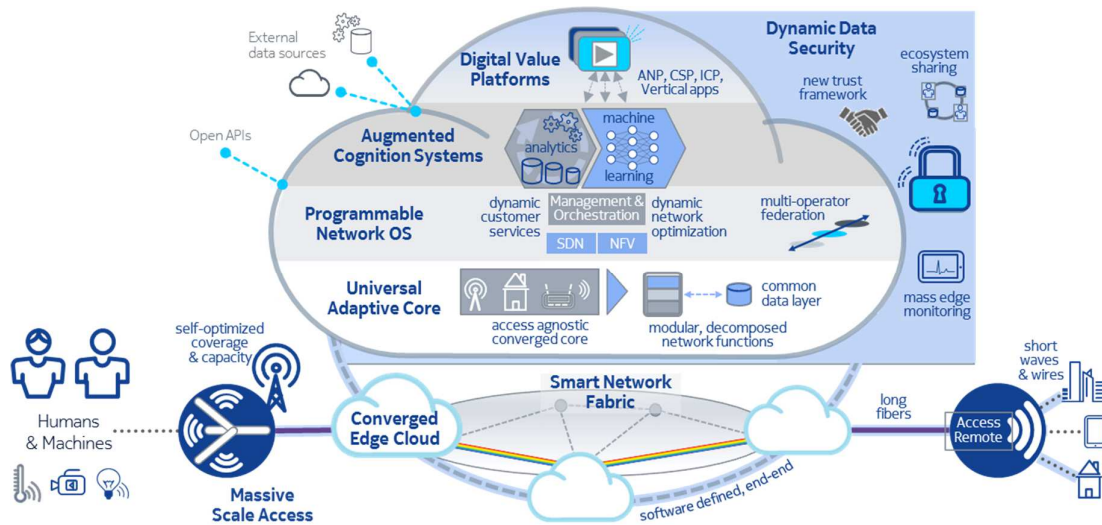 External
data sources
Open APIs
Digital Value
Platforms
ANP, CSP, ICP,
Vertical apps
Dynamic Data
Security
new trust
framework
ecosystem
sharing
Augmented
Cognition Systems
analytics
machine
learning
Programmable
Network OS
dynamic
customer
services
Management &
Orchestration
SDN
NFV
dynamic
network
optimization
multi-operator
federation
Universal
Adaptive Core
access agnostic
converged core
modular, decomposed
network functions
common
data layer
mass edge
monitoring
self-optimized
coverage
& capacity
Humans
& Machines
Massive
Scale Access
Converged
Edge Cloud
Smart Network
Fabric
software defined, end-end
long
fibers
Access
Remote
short
waves
& wires